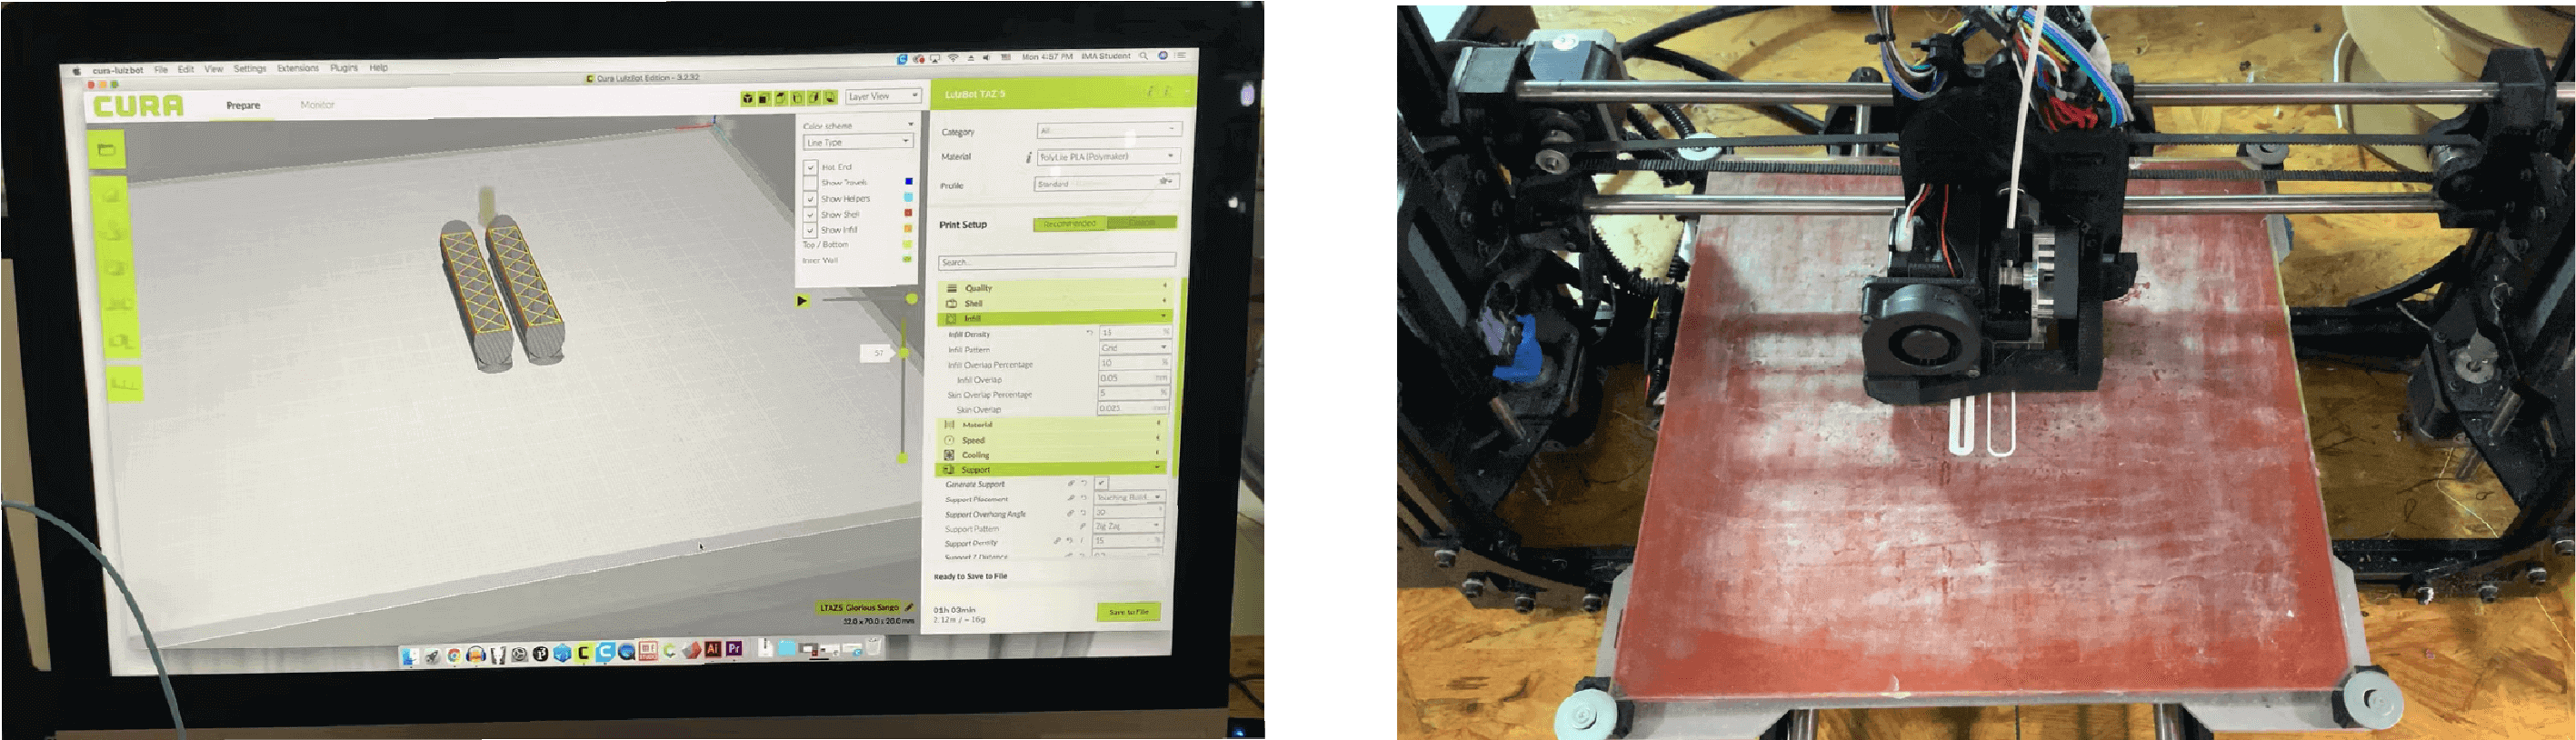 cura-lulzbot File Edit View Settings Extensions Plugins Help
Mon 4:57 PM IMA Student
Cura LulzBot Edition - 3.2.32
CURA
Prepare
Monitor
Layer View
LulzBot TAZ 5
Color scheme
Line Type
Hot End
Show Travels
Show Helpers
Show Shell
Show Infill
Top / Bottom
Inner Wall
57
Category
All
Material
PolyLite PLA (Polymaker)
Profile
Standard
Print Setup
Recommended
Search...
Quality
Shell
Infill
Infill Density
15 %
Infill Pattern
Grid
Infill Overlap Percentage
10 %
Infill Overlap
0.05 mm
Skin Overlap Percentage
5 %
Skin Overlap
0.025 mm
Material
Speed
Cooling
Support
Generate Support
Support Placement
Touching Build...
Support Overhang Angle
Support Pattern
Zig Zag
Support Density
15 %
Support Z Distance
Ready to Save to File
01h 03min
2.12m / ~ 16g
Save to File
LTAZ5 Glorious Sango
32.0 x 70.0 x 20.0 mm
Ai
Pr